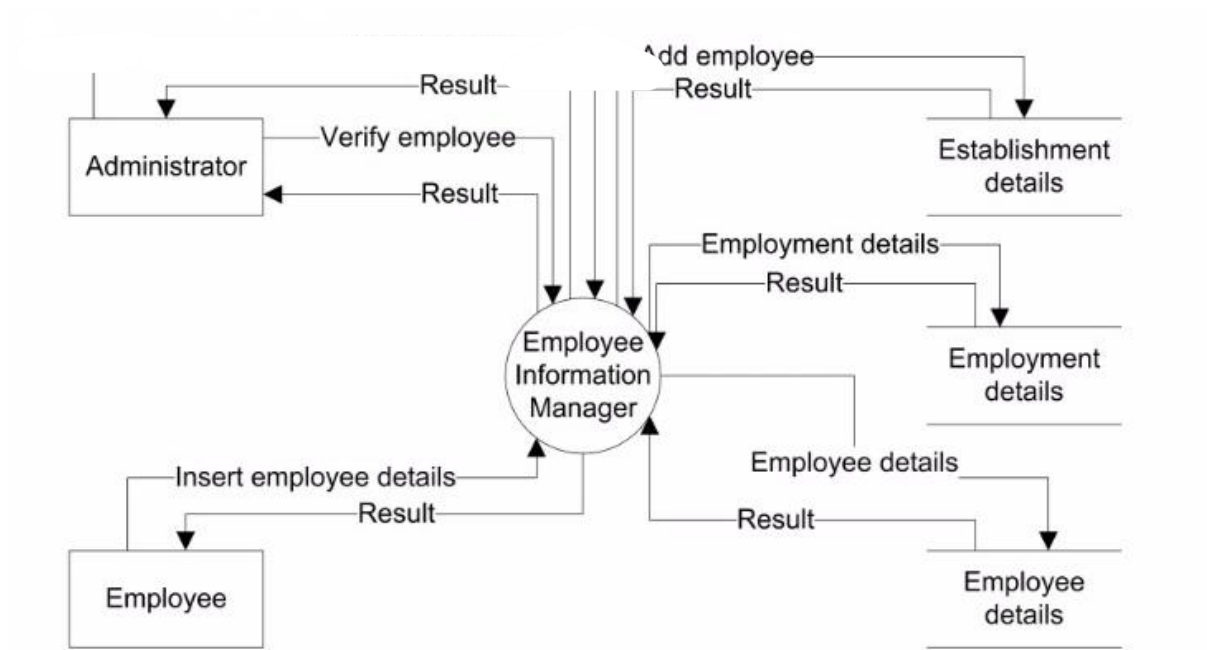 Add employee
Result
Result
Verify employee
Administrator
Establishment
details
Result
Employment details
Result
Employee
Information
Manager
Employment
details
Employee details
Insert employee details
Result
Result
Employee
Employee
details